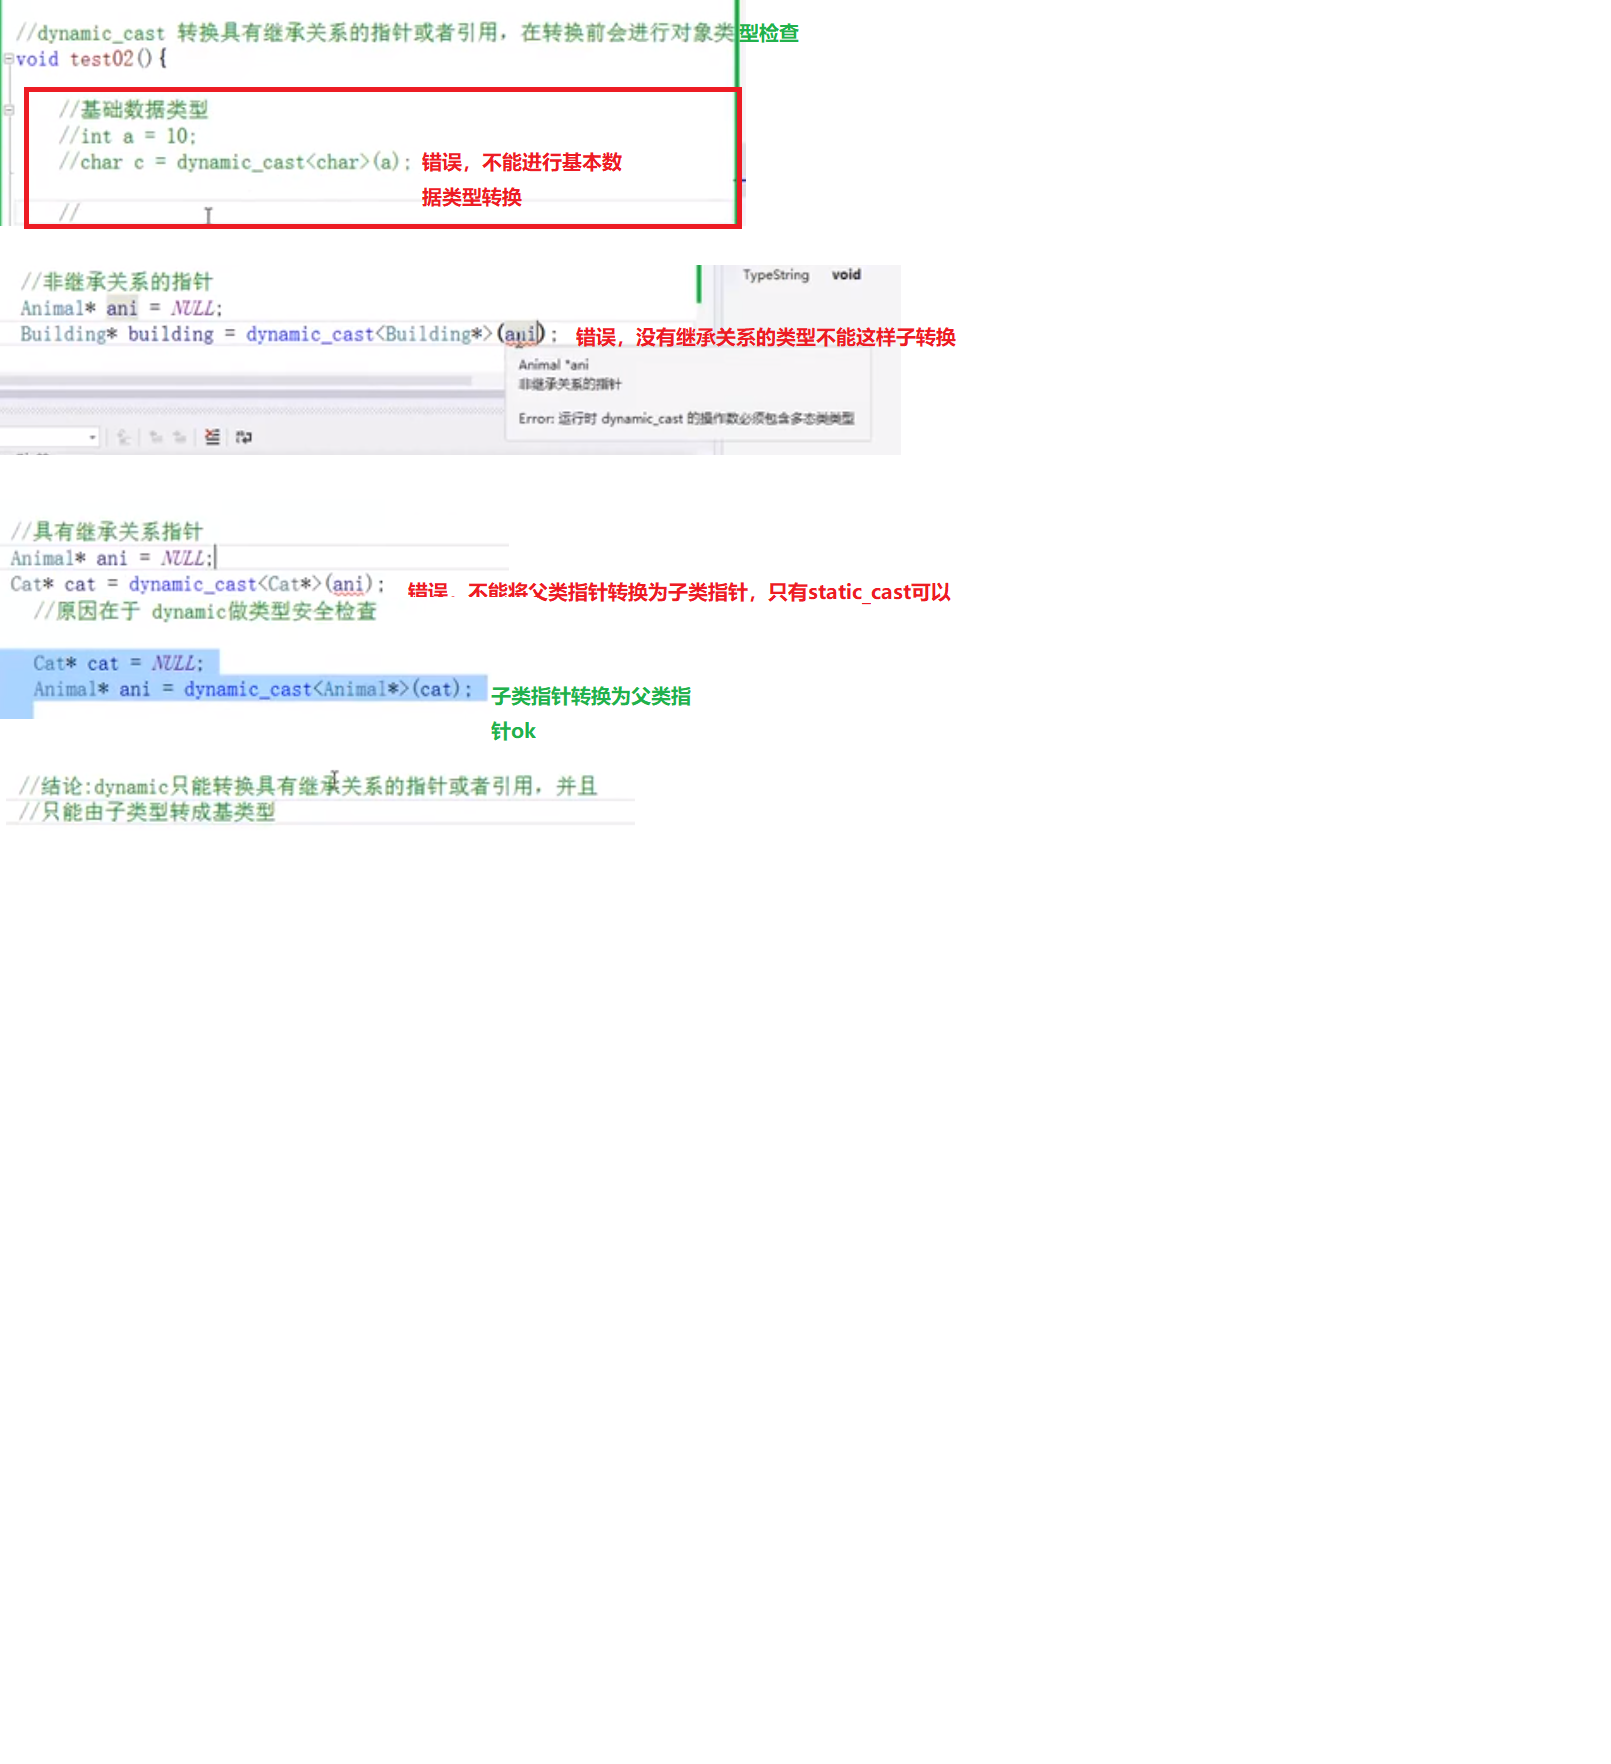 //dynamic_cast 转换具有继承关系的指针或者引用，在转换前会进行对象类型检查
void test02(){
//基础数据类型
//int a = 10;
//char c = dynamic_cast<char>(a); 错误，不能进行基本数
据类型转换
//
//非继承关系的指针
TypeString void
Animal* ani = NULL;
Building* building = dynamic_cast<Building*>(ani); 错误，没有继承关系的类型不能这样子转换
Animal *ani
非继承关系的指针
Error: 运行时 dynamic_cast 的操作数必须包含多态类类型
//具有继承关系指针
Animal* ani = NULL;
Cat* cat = dynamic_cast<Cat*>(ani); 错误，不能将父类指针转换为子类指针，只有static_cast可以
//原因在于 dynamic做类型安全检查
Cat* cat = NULL;
Animal* ani = dynamic_cast<Animal*>(cat); 子类指针转换为父类指
针ok
//结论:dynamic只能转换具有继承关系的指针或者引用，并且
//只能由子类型转成基类型